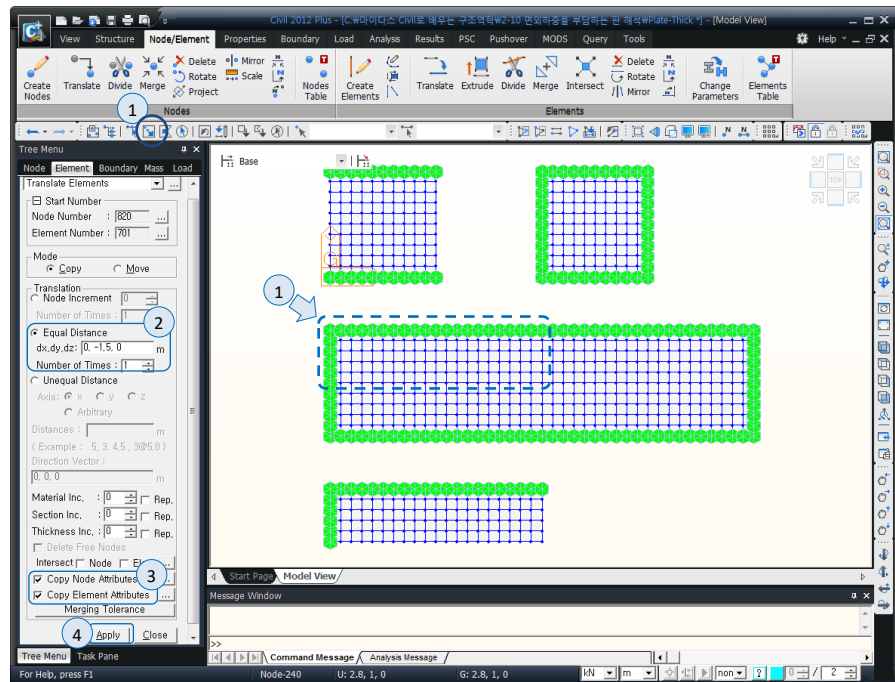 Civil 2012 Plus - [C:₩마이다스 Civil로 배우는 구조역학₩2-10 면외하중을 부담하는 판 해석₩Plate-Thick *] - [Model View]
View Structure Node/Element Properties Boundary Load Analysis Results PSC Pushover MODS Query Tools Help
Create Nodes Translate Divide Merge Delete Rotate Project Mirror Scale Nodes Table Create Elements Translate Extrude Divide Merge Intersect Delete Rotate Mirror Change Parameters Elements Table
Nodes Elements
1
Tree Menu
Node Element Boundary Mass Load
Translate Elements
Start Number
Node Number : 820
Element Number : 701
Mode
Copy Move
Translation
Node Increment 0
Number of Times : 1
2
Equal Distance
dx,dy,dz: 0, -1.5, 0 m
Number of Times : 1
Unequal Distance
Axis: x y z
Arbitrary
Distances : m
( Example : 5, 3, 4.5 , 3@5.0 )
Direction Vector :
0, 0, 0 m
Material Inc. : 0 Rep.
Section Inc. : 0 Rep.
Thickness Inc. : 0 Rep.
Delete Free Nodes
Intersect Node
3
Copy Node Attributes
Copy Element Attributes
Merging Tolerance
4
Apply Close
Tree Menu Task Pane
Base
TOP
1
Start Page Model View
Message Window
>>
Command Message Analysis Message
For Help, press F1 Node-240 U: 2.8, 1, 0 G: 2.8, 1, 0 kN m non 0 / 2